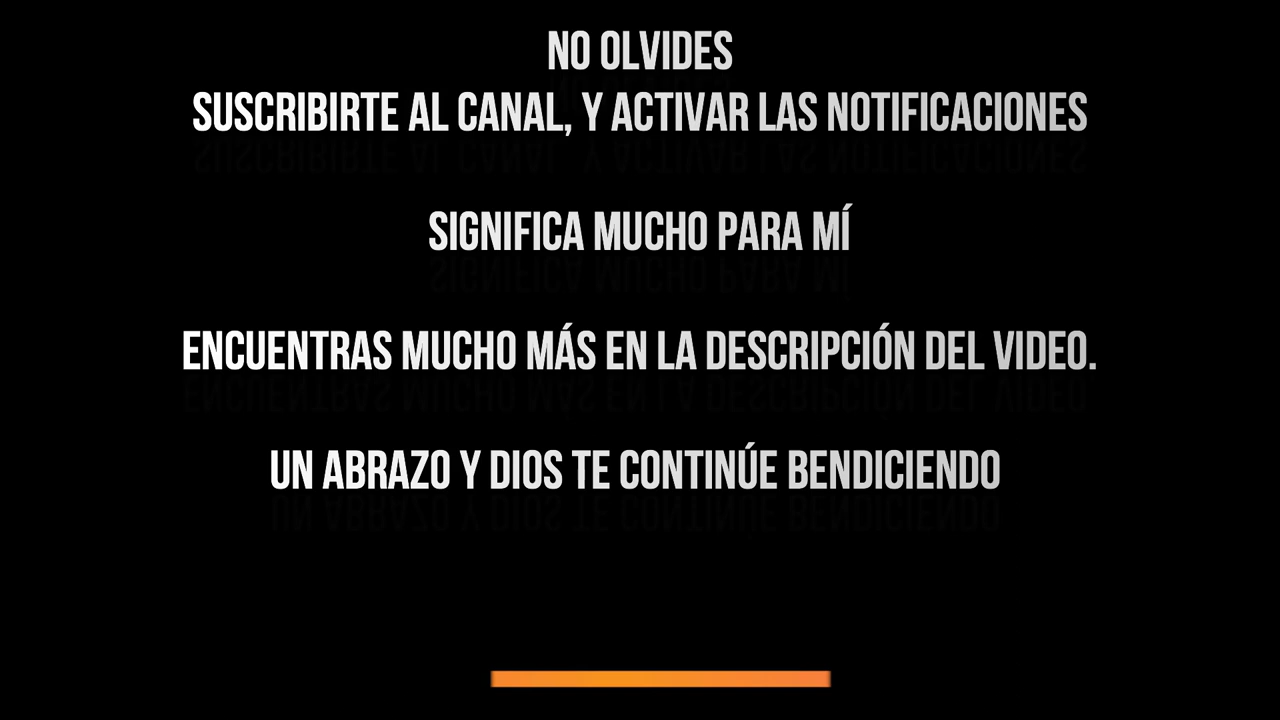 NO OLVIDES
SUSCRIBIRTE AL CANAL, Y ACTIVAR LAS NOTIFICACIONES
SIGNIFICA MUCHO PARA MÍ
ENCUENTRAS MUCHO MÁS EN LA DESCRIPCIÓN DEL VIDEO.
UN ABRAZO Y DIOS TE CONTINÚE BENDICIENDO